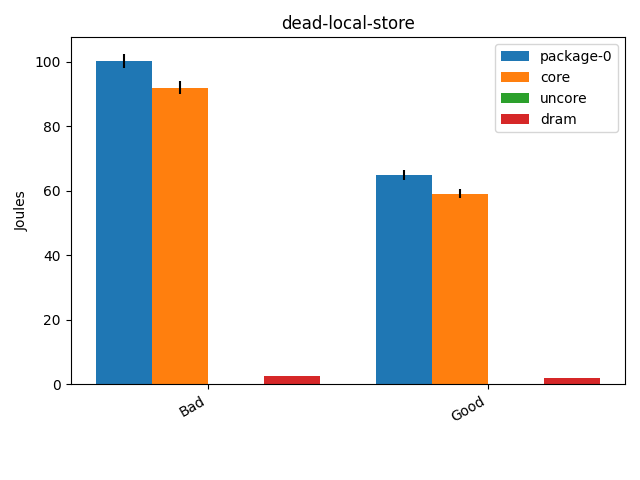 dead-local-store
package-0
core
uncore
dram
Joules
100
80
60
40
20
0
Bad
Good